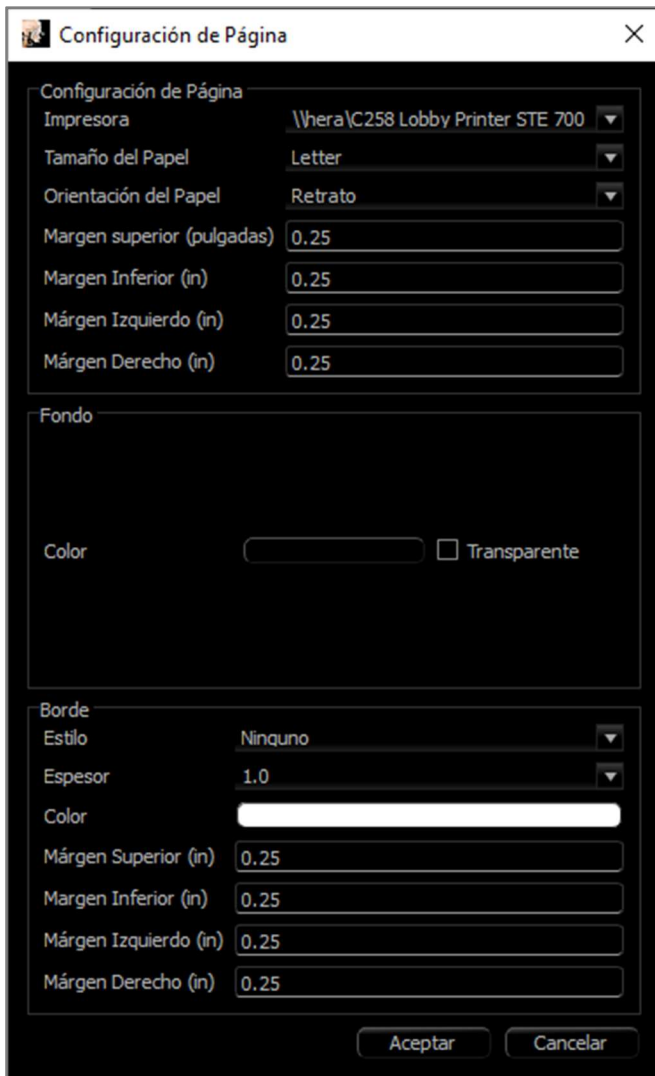 Configuración de Página
Configuración de Página
Impresora \\hera\C258 Lobby Printer STE 700
Tamaño del Papel Letter
Orientación del Papel Retrato
Margen superior (pulgadas) 0.25
Margen Inferior (in) 0.25
Márgen Izquierdo (in) 0.25
Márgen Derecho (in) 0.25
Fondo
Color Transparente
Borde
Estilo Ninguno
Espesor 1.0
Color
Márgen Superior (in) 0.25
Margen Inferior (in) 0.25
Márgen Izquierdo (in) 0.25
Márgen Derecho (in) 0.25
Aceptar Cancelar